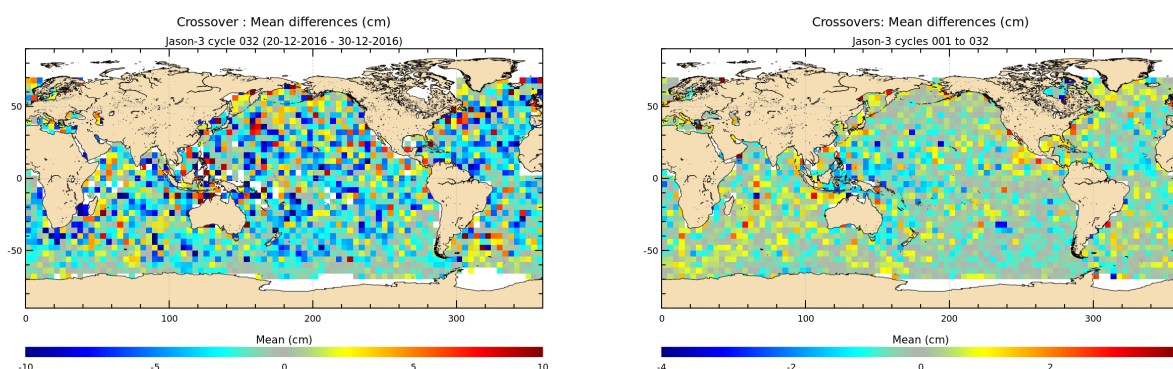 Crossover : Mean differences (cm)
Jason-3 cycle 032 (20-12-2016 - 30-12-2016)
50
0
-50
0 100 200 300
Mean (cm)
-10 -5 0 5 10
Crossovers: Mean differences (cm)
Jason-3 cycles 001 to 032
50
0
-50
0 100 200 300
Mean (cm)
-4 -2 0 2